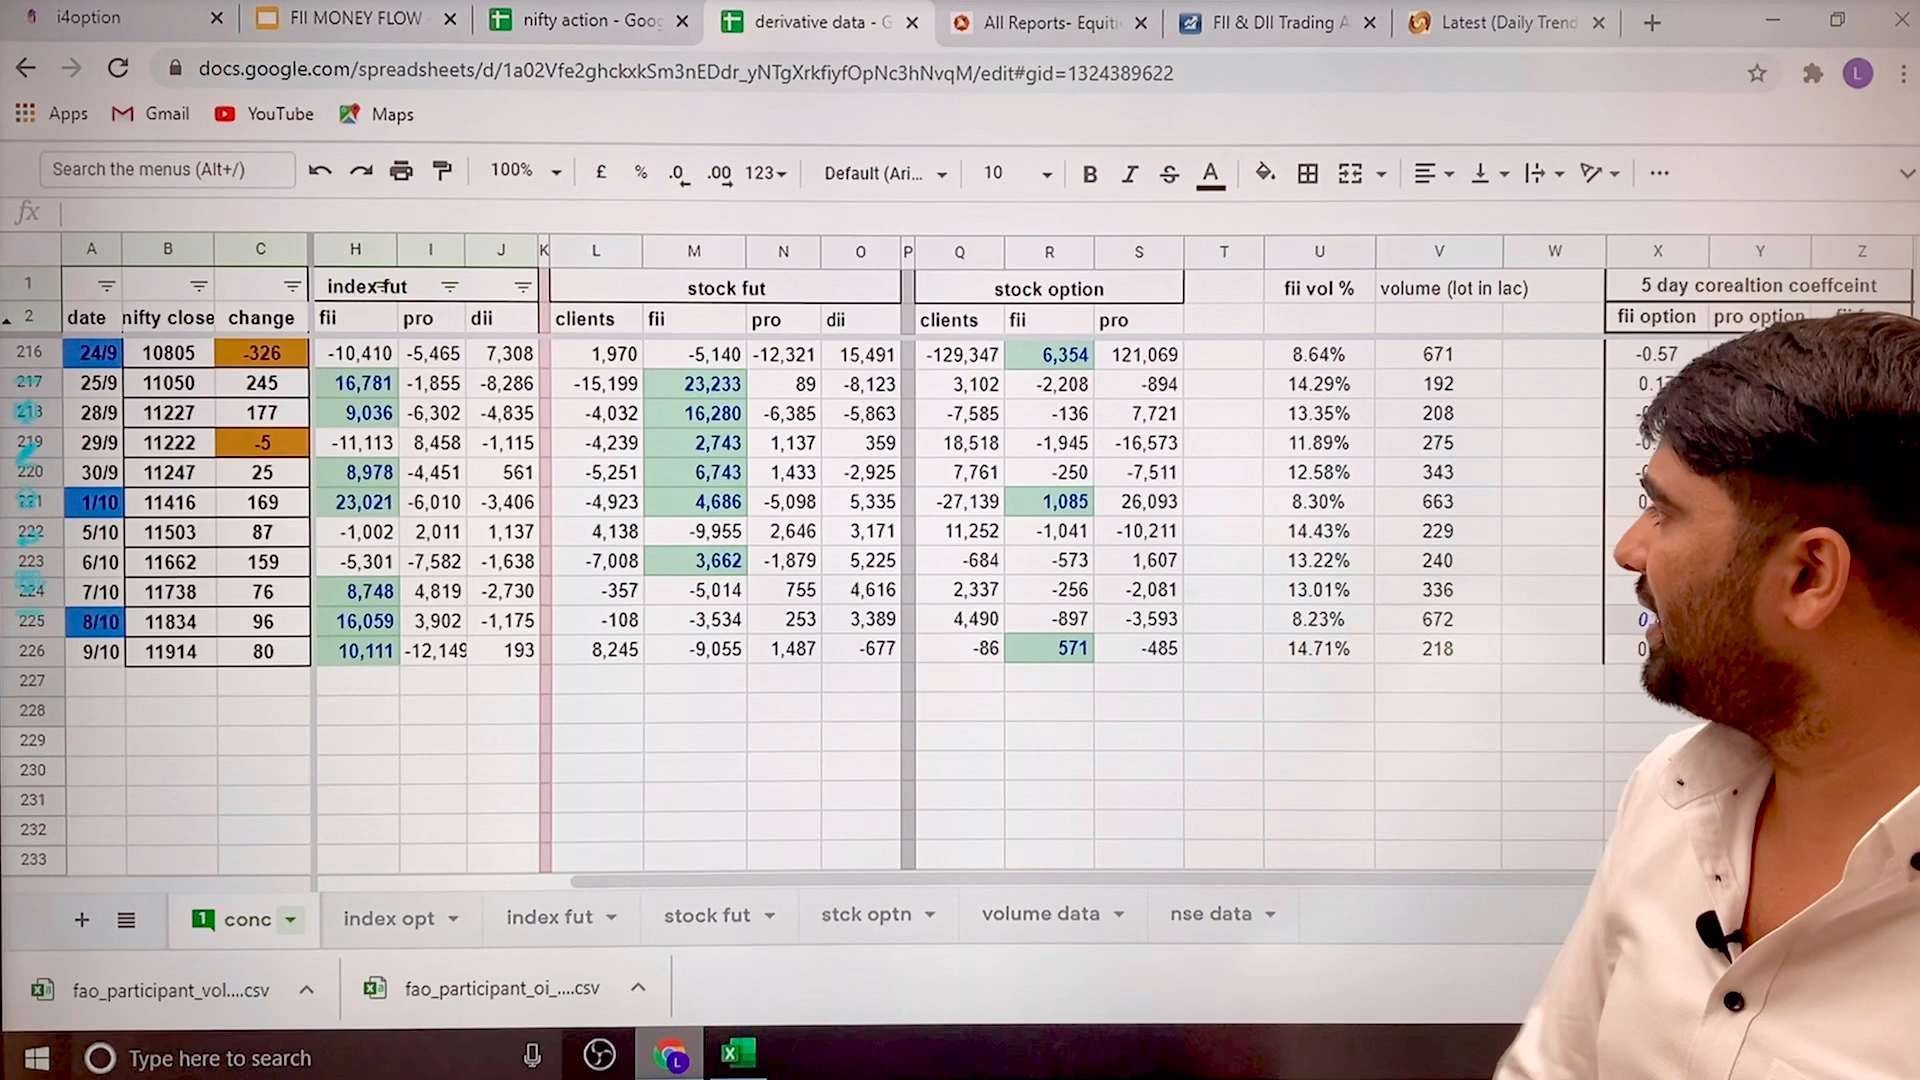 i4option
FII MONEY FLOW
nifty action - Goog
derivative data - G
All Reports- Equiti
FII & DII Trading A
Latest (Daily Trend
docs.google.com/spreadsheets/d/1a02Vfe2ghckxkSm3nEDdr_yNTgXrkfiyfOpNc3hNvqM/edit#gid=1324389622
L
Apps Gmail YouTube Maps
Search the menus (Alt+/) 100% £ % .0 .00 123 Default (Ari... 10 B I S A ...
fx
A B C H I J K L M N O P Q R S T U V W X Y Z
1 index fut stock fut stock option fii vol % volume (lot in lac) 5 day corealtion coeffceint
2 date nifty close change fii pro dii clients fii pro dii clients fii pro fii option pro option
216 24/9 10805 -326 -10,410 -5,465 7,308 1,970 -5,140 -12,321 15,491 -129,347 6,354 121,069 8.64% 671 -0.57
217 25/9 11050 245 16,781 -1,855 -8,286 -15,199 23,233 89 -8,123 3,102 -2,208 -894 14.29% 192
218 28/9 11227 177 9,036 -6,302 -4,835 -4,032 16,280 -6,385 -5,863 -7,585 -136 7,721 13.35% 208
219 29/9 11222 -5 -11,113 8,458 -1,115 -4,239 2,743 1,137 359 18,518 -1,945 -16,573 11.89% 275
220 30/9 11247 25 8,978 -4,451 561 -5,251 6,743 1,433 -2,925 7,761 -250 -7,511 12.58% 343
221 1/10 11416 169 23,021 -6,010 -3,406 -4,923 4,686 -5,098 5,335 -27,139 1,085 26,093 8.30% 663
222 5/10 11503 87 -1,002 2,011 1,137 4,138 -9,955 2,646 3,171 11,252 -1,041 -10,211 14.43% 229
223 6/10 11662 159 -5,301 -7,582 -1,638 -7,008 3,662 -1,879 5,225 -684 -573 1,607 13.22% 240
224 7/10 11738 76 8,748 4,819 -2,730 -357 -5,014 755 4,616 2,337 -256 -2,081 13.01% 336
225 8/10 11834 96 16,059 3,902 -1,175 -108 -3,534 253 3,389 4,490 -897 -3,593 8.23% 672
226 9/10 11914 80 10,111 -12,149 193 8,245 -9,055 1,487 -677 -86 571 -485 14.71% 218
227
228
229
230
231
232
233
1 conc index opt index fut stock fut stck optn volume data nse data
fao_participant_vol....csv fao_participant_oi_....csv
Type here to search L